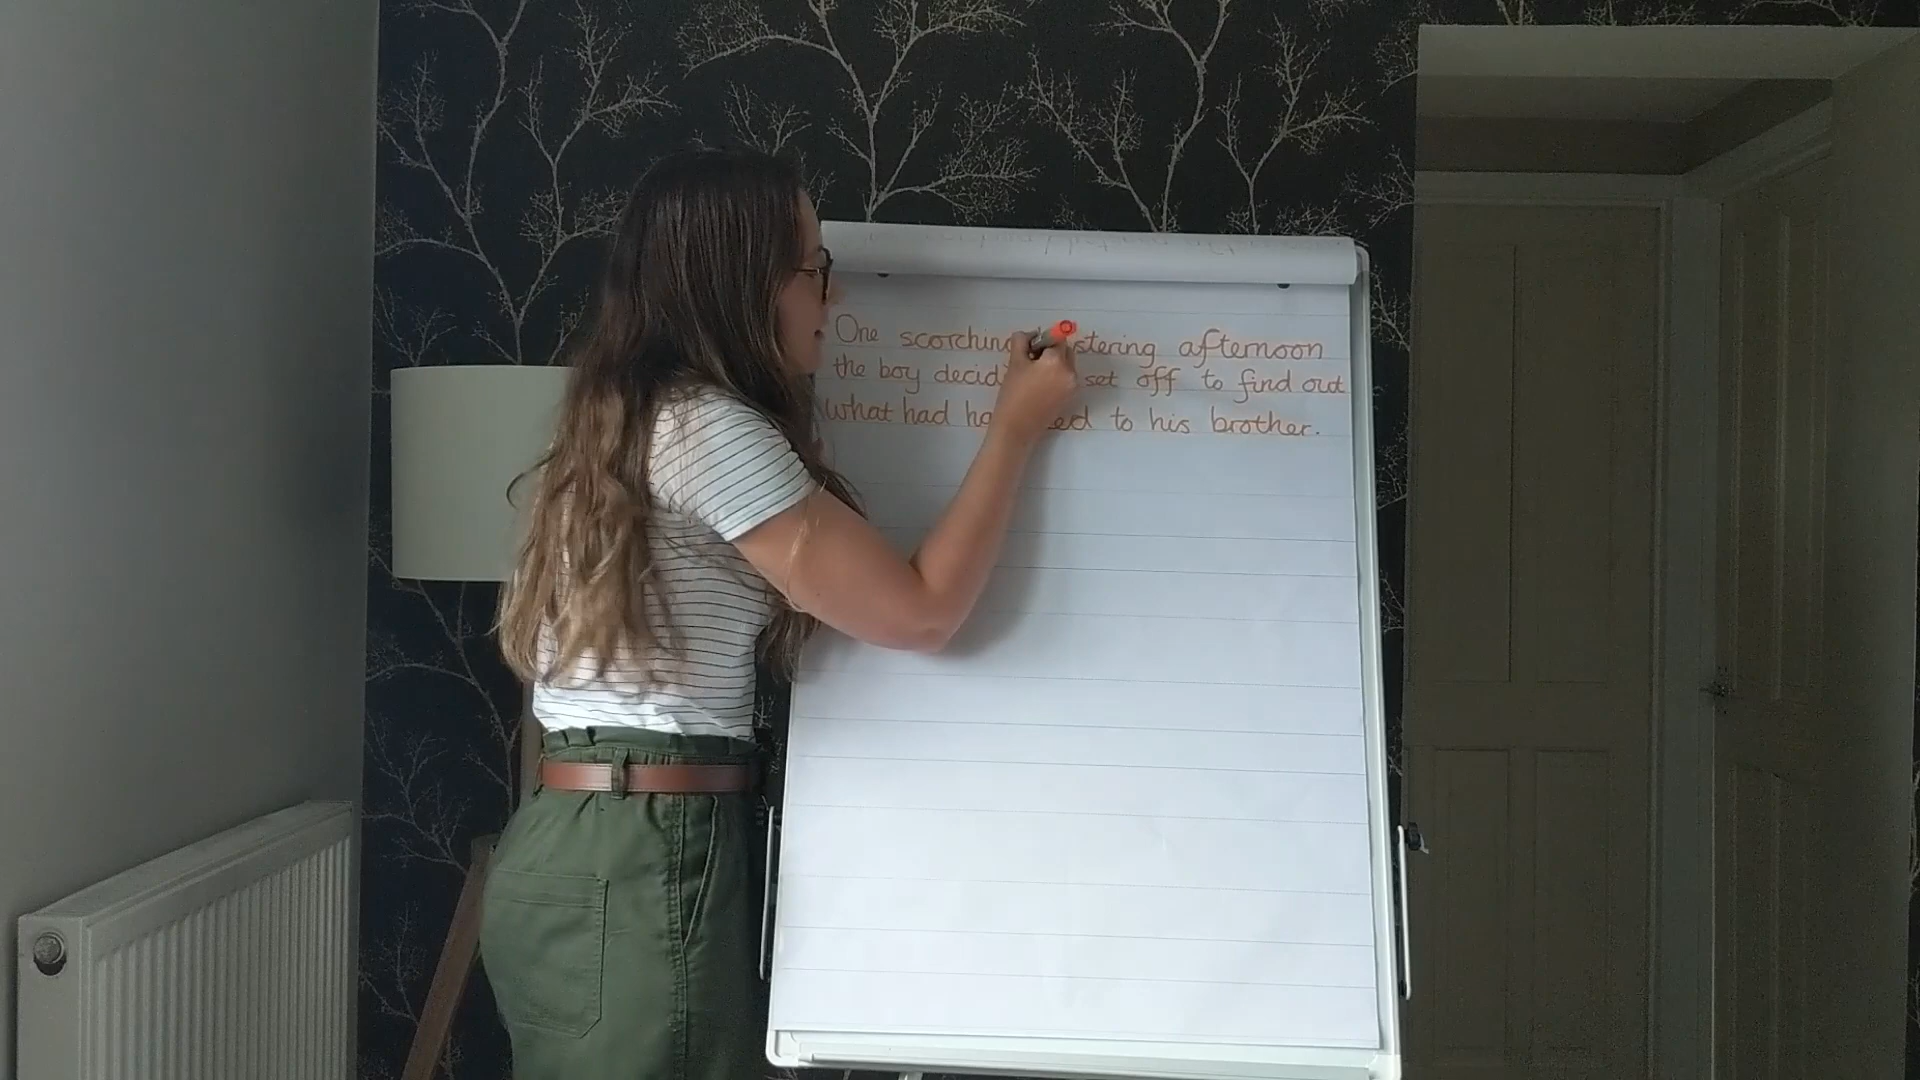 One scorching afternoon
the boy set off to find out
what had to his brother.